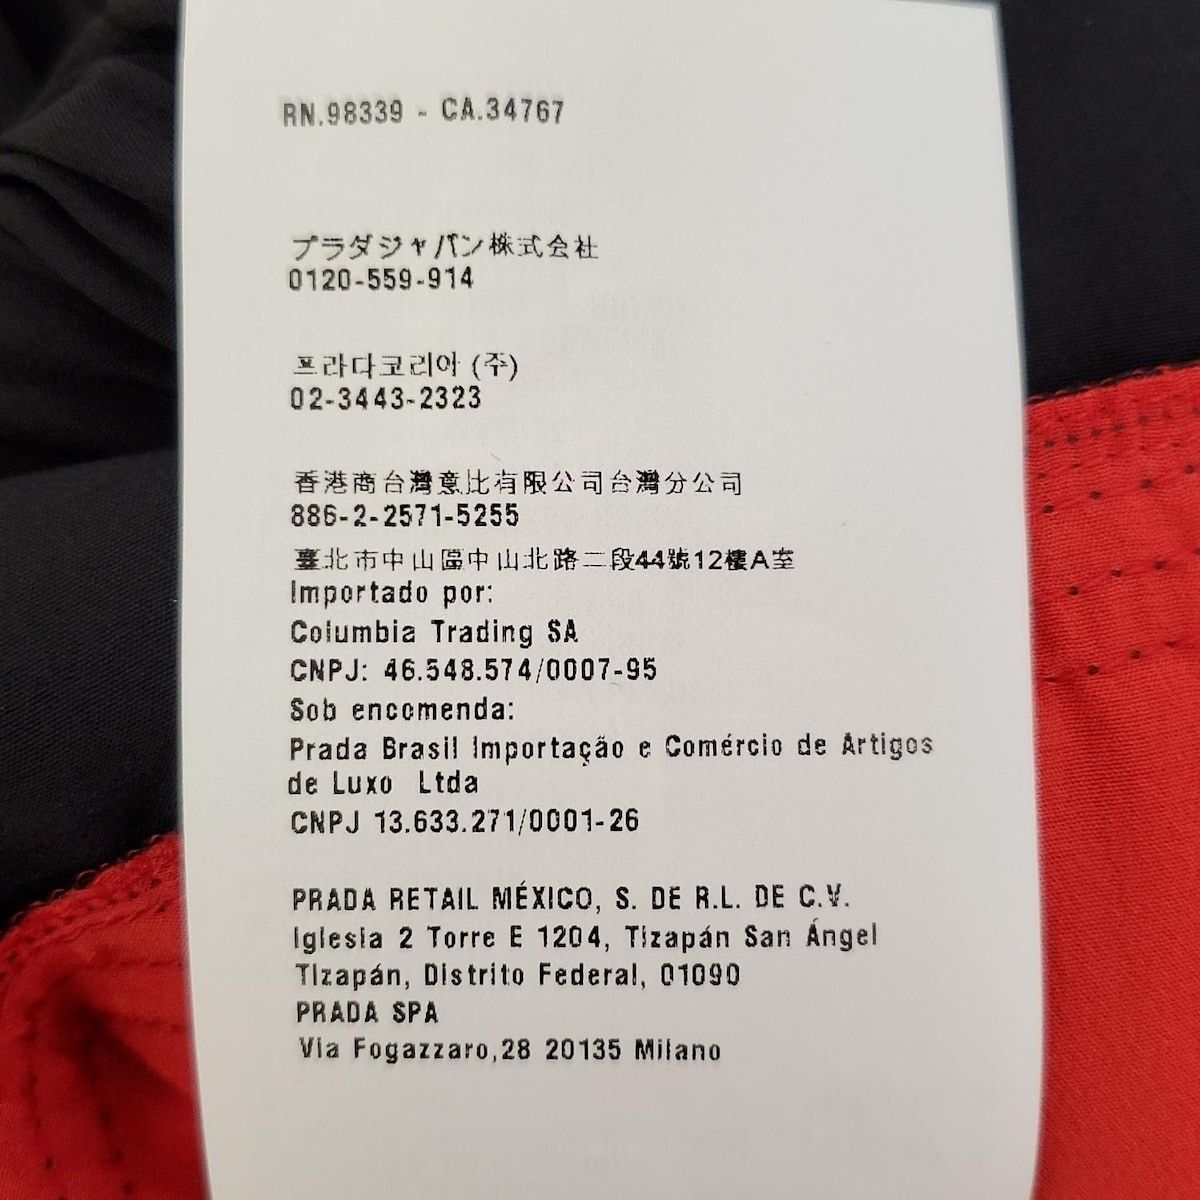 RN.98339 - CA.34767
プラダジャパン株式会社
0120-559-914
프라다코리아 (주)
02-3443-2323
香港商台灣意比有限公司台灣分公司
886-2-2571-5255
臺北市中山區中山北路二段44號12樓A室
Importado por:
Columbia Trading SA
CNPJ: 46.548.574/0007-95
Sob encomenda:
Prada Brasil Importação e Comércio de Artigos
de Luxo Ltda
CNPJ 13.633.271/0001-26
PRADA RETAIL MÉXICO, S. DE R.L. DE C.V.
Iglesia 2 Torre E 1204, Tizapán San Ángel
Tizapán, Distrito Federal, 01090
PRADA SPA
Via Fogazzaro,28 20135 Milano